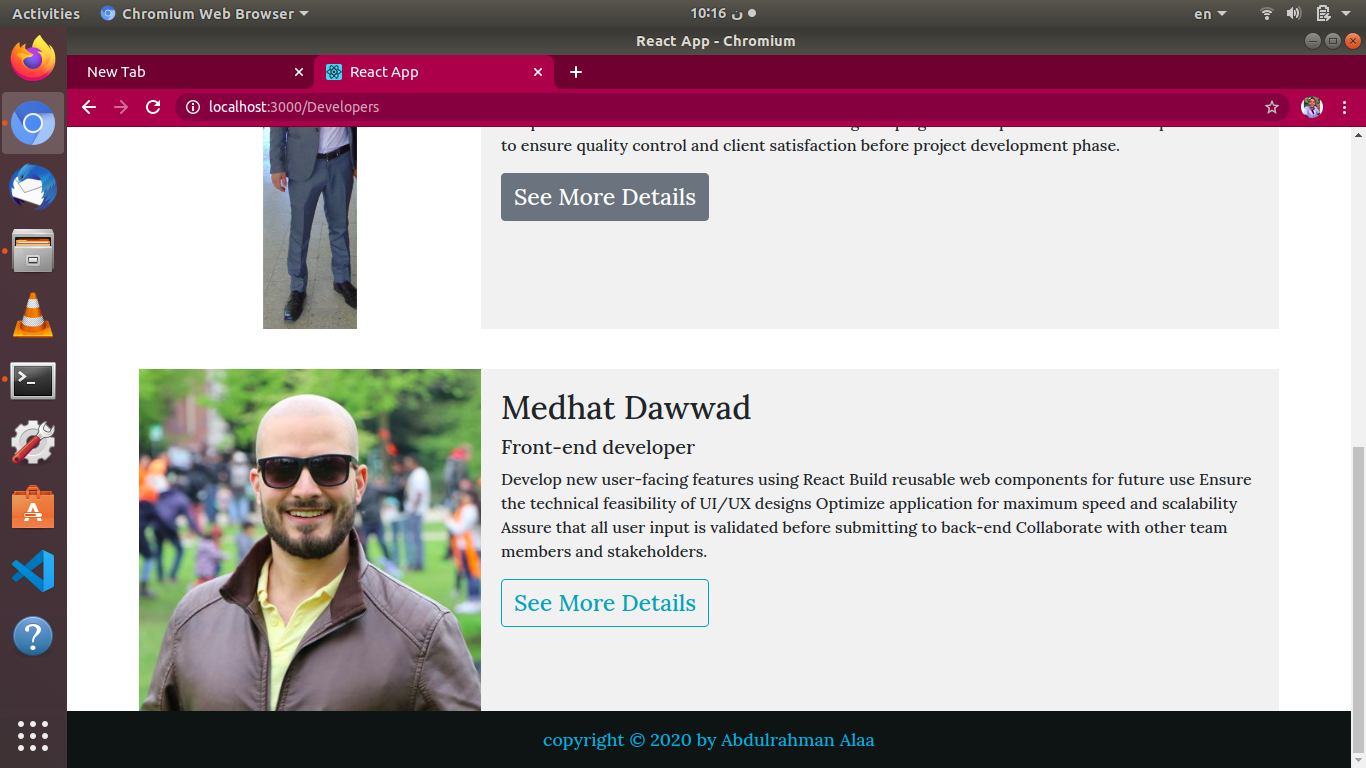 Activities
Chromium Web Browser
10:16 ن
en
React App - Chromium
New Tab
React App
localhost:3000/Developers
to ensure quality control and client satisfaction before project development phase.
See More Details
Medhat Dawwad
Front-end developer
Develop new user-facing features using React Build reusable web components for future use Ensure
the technical feasibility of UI/UX designs Optimize application for maximum speed and scalability
Assure that all user input is validated before submitting to back-end Collaborate with other team
members and stakeholders.
See More Details
copyright © 2020 by Abdulrahman Alaa